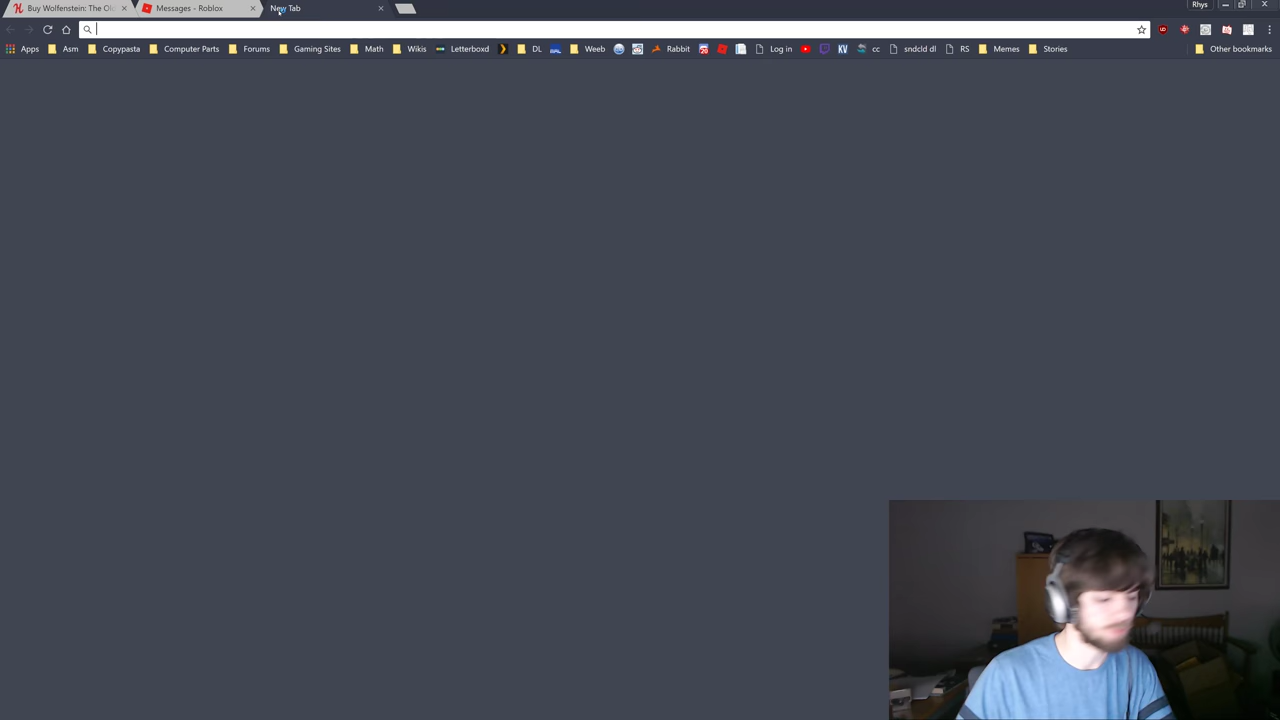 Buy Wolfenstein: The Ol
Messages - Roblox
New Tab
Rhys
Apps Asm Copypasta Computer Parts Forums Gaming Sites Math Wikis Letterboxd DL Weeb Rabbit Log in KV cc sndcld dl RS Memes Stories Other bookmarks